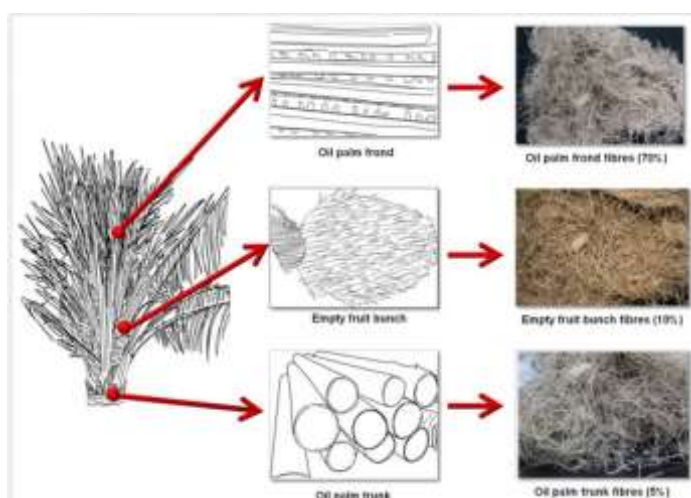 Oil palm frond
Oil palm frond fibres (70%)
Empty fruit bunch
Empty fruit bunch fibres (10%)
Oil palm trunk
Oil palm trunk fibres (5%)